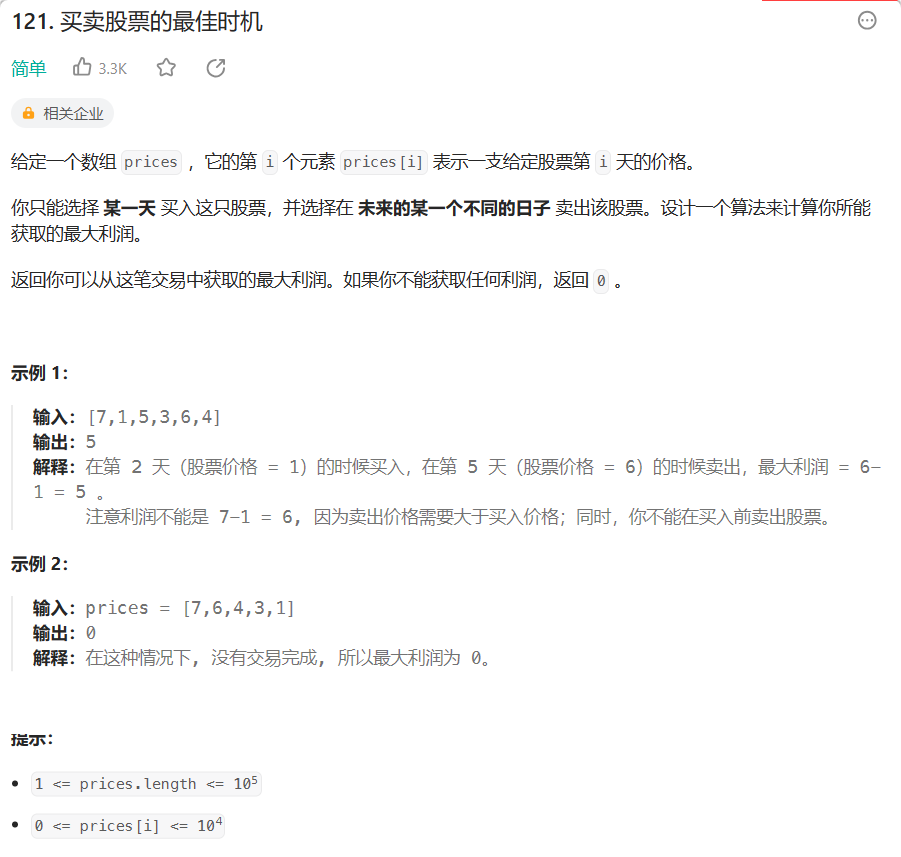 121. 买卖股票的最佳时机
简单 3.3K
相关企业
给定一个数组 prices ，它的第 i 个元素 prices[i] 表示一支给定股票第 i 天的价格。
你只能选择 某一天 买入这只股票，并选择在 未来的某一个不同的日子 卖出该股票。设计一个算法来计算你所能
获取的最大利润。
返回你可以从这笔交易中获取的最大利润。如果你不能获取任何利润，返回 0 。
示例 1：
输入：[7,1,5,3,6,4]
输出：5
解释：在第 2 天（股票价格 = 1）的时候买入，在第 5 天（股票价格 = 6）的时候卖出，最大利润 = 6-
1 = 5 。
注意利润不能是 7-1 = 6, 因为卖出价格需要大于买入价格；同时，你不能在买入前卖出股票。
示例 2：
输入：prices = [7,6,4,3,1]
输出：0
解释：在这种情况下, 没有交易完成, 所以最大利润为 0。
提示：
1 <= prices.length <= 10⁵
0 <= prices[i] <= 10⁴